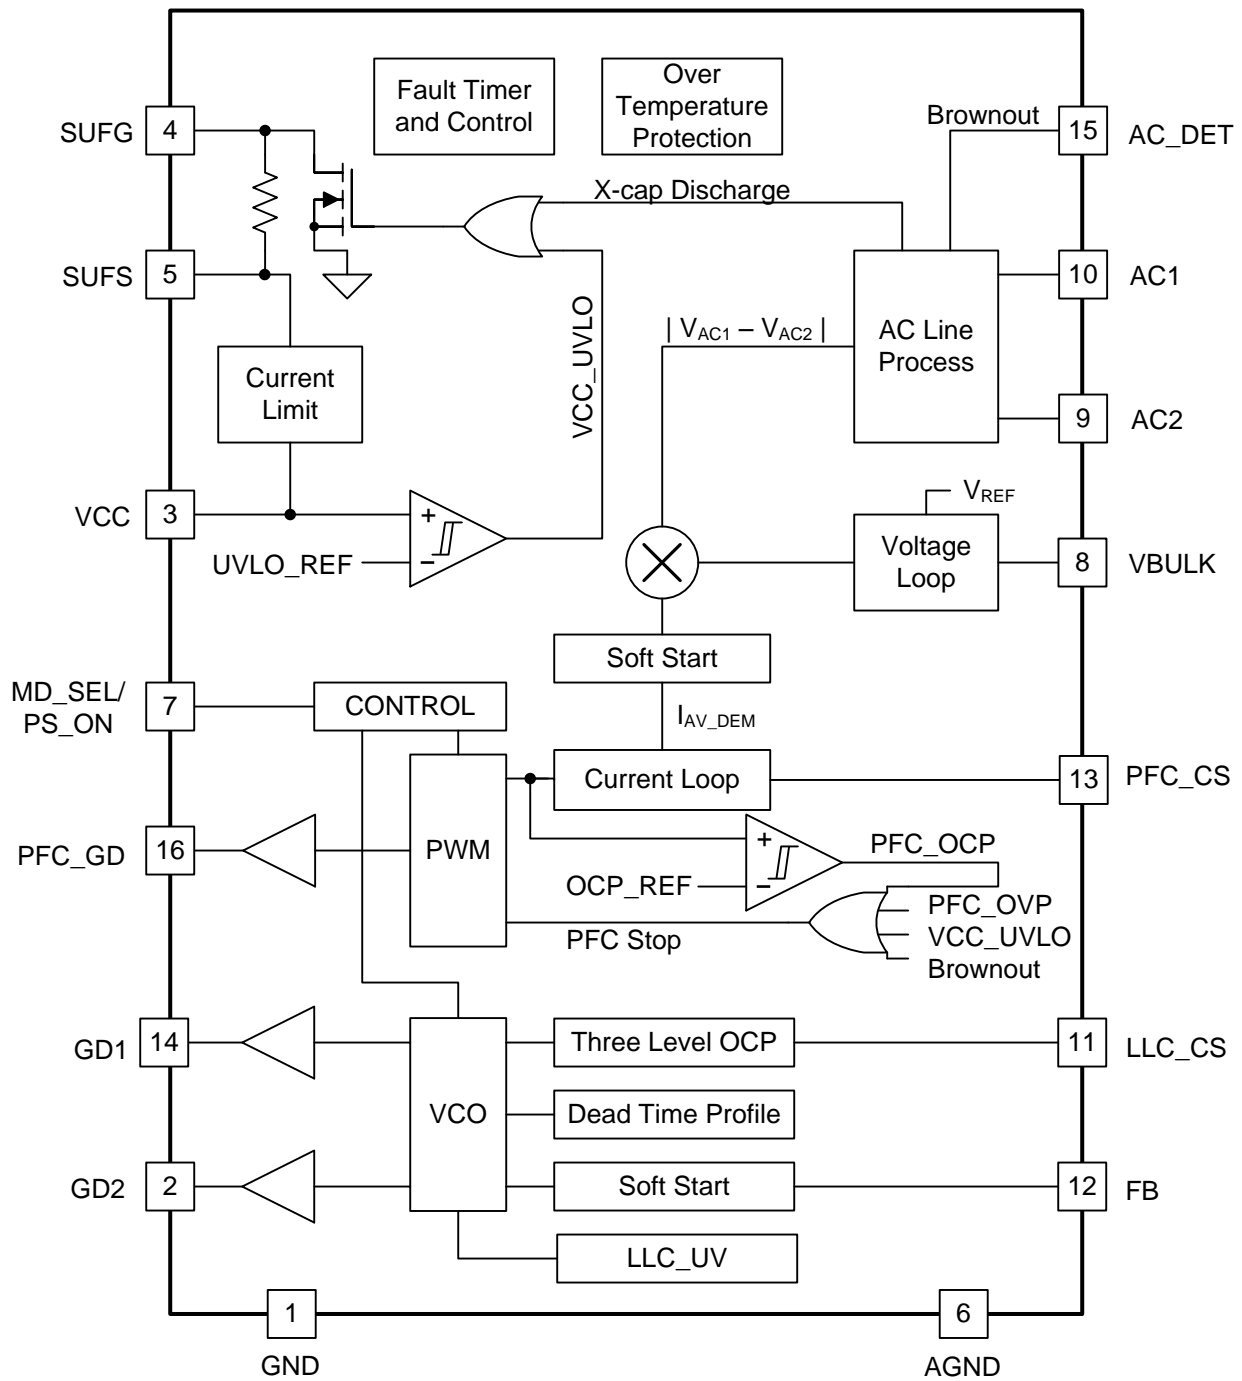 Fault Timer
and Control
Over
Temperature
Protection
SUFG
4
Brownout
15
AC_DET
X-cap Discharge
SUFS
5
10
AC1
VCC_UVLO
| VAC1 – VAC2 |
AC Line
Process
Current
Limit
9
AC2
VCC
3
+
–
UVLO_REF
VREF
Voltage
Loop
8
VBULK
Soft Start
MD_SEL/
PS_ON
7
CONTROL
IAV_DEM
Current Loop
13
PFC_CS
PFC_GD
16
PWM
+
–
OCP_REF
PFC_OCP
PFC Stop
PFC_OVP
VCC_UVLO
Brownout
GD1
14
VCO
Three Level OCP
11
LLC_CS
Dead Time Profile
GD2
2
Soft Start
12
FB
LLC_UV
1
GND
6
AGND